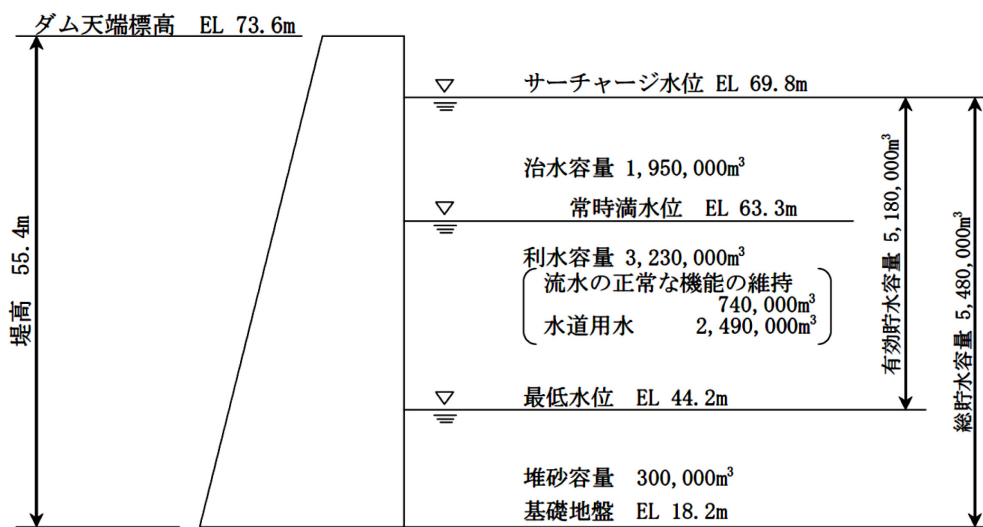 ダム天端標高 EL 73.6m
サーチャージ水位 EL 69.8m
治水容量 1,950,000m³
常時満水位 EL 63.3m
利水容量 3,230,000m³
流水の正常な機能の維持
740,000m³
水道用水 2,490,000m³
最低水位 EL 44.2m
堆砂容量 300,000m³
基礎地盤 EL 18.2m
堤高 55.4m
有効貯水容量 5,180,000m³
総貯水容量 5,480,000m³